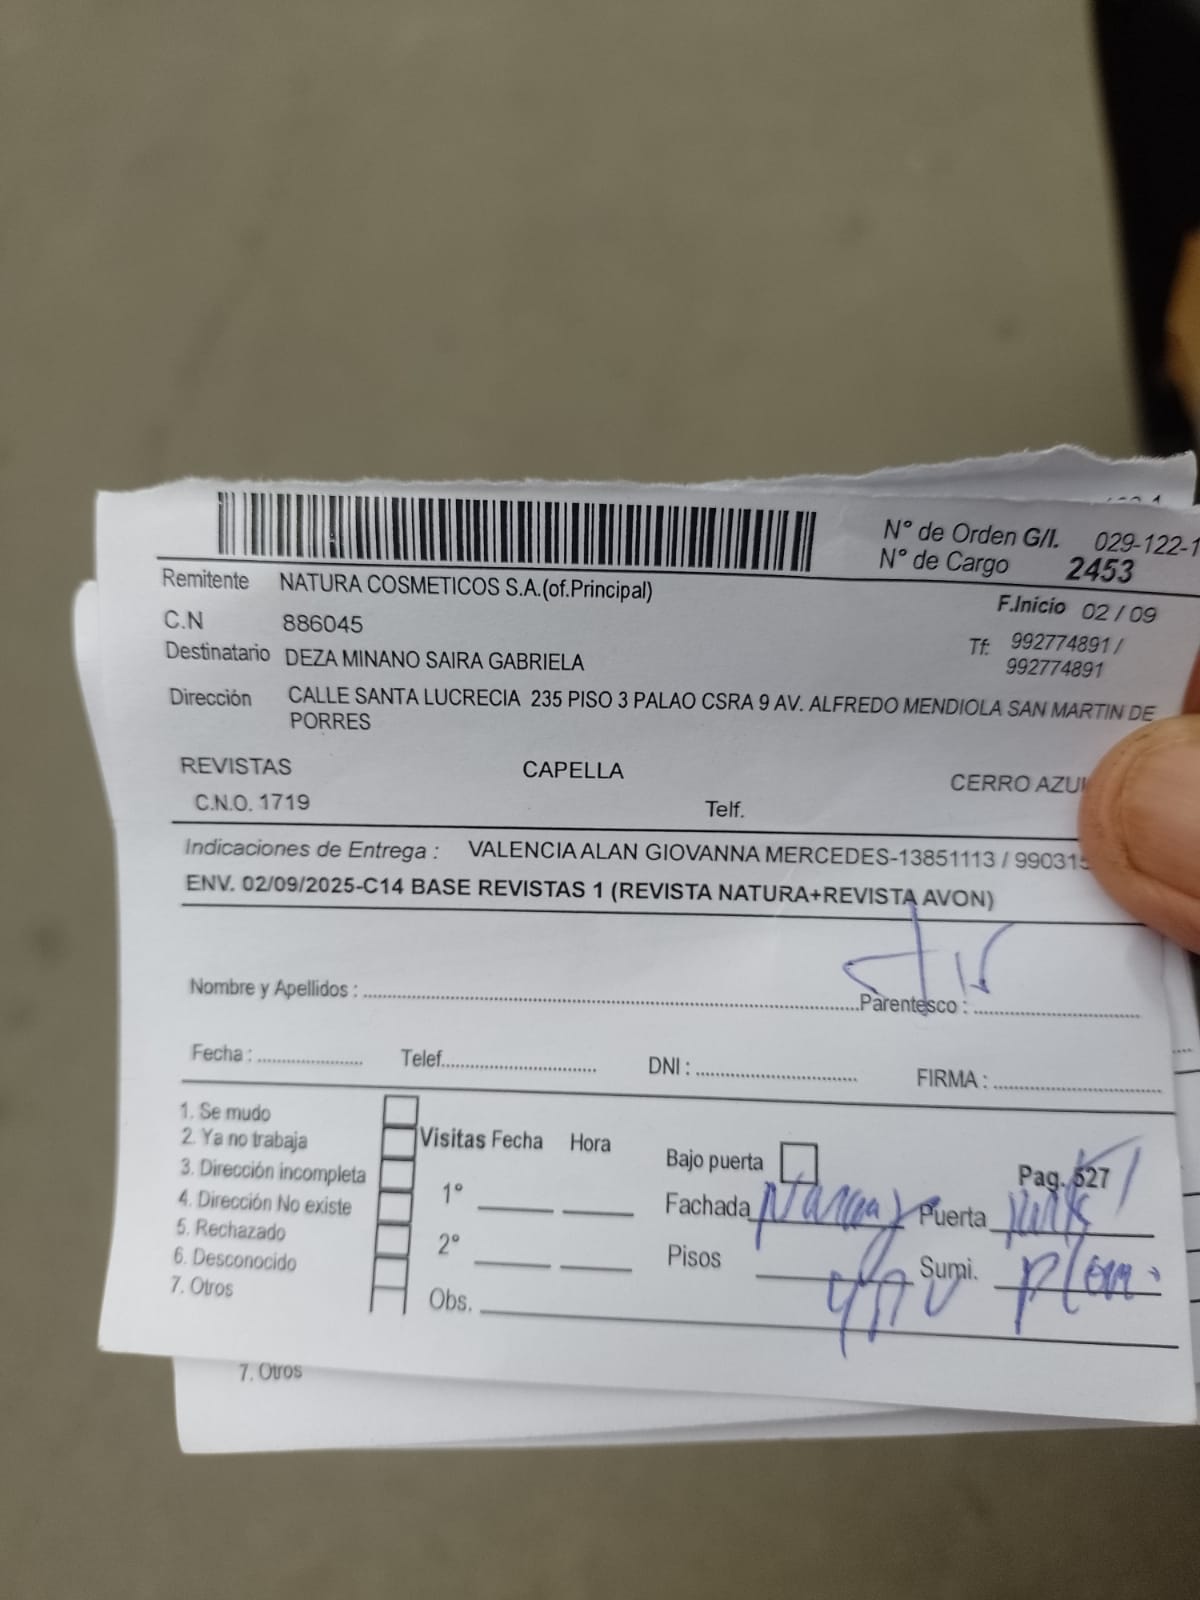 N° de Orden G/I. 029-122-1
N° de Cargo 2453
Remitente NATURA COSMETICOS S.A.(of.Principal)
F.Inicio 02 / 09
C.N 886045
Tf: 992774891 /
992774891
Destinatario DEZA MINANO SAIRA GABRIELA
Dirección CALLE SANTA LUCRECIA 235 PISO 3 PALAO CSRA 9 AV. ALFREDO MENDIOLA SAN MARTIN DE
PORRES
REVISTAS CAPELLA CERRO AZUL
C.N.O. 1719 Telf.
Indicaciones de Entrega : VALENCIA ALAN GIOVANNA MERCEDES-13851113 / 990315
ENV. 02/09/2025-C14 BASE REVISTAS 1 (REVISTA NATURA+REVISTA AVON)
Nombre y Apellidos : Parentesco :
Fecha : Telef. DNI : FIRMA :
1. Se mudo
2. Ya no trabaja
3. Dirección incompleta
4. Dirección No existe
5. Rechazado
6. Desconocido
7. Otros
Visitas Fecha Hora
1°
2°
Obs.
Bajo puerta Pag. 527
Fachada Puerta
Pisos Sumi.
7. Otros